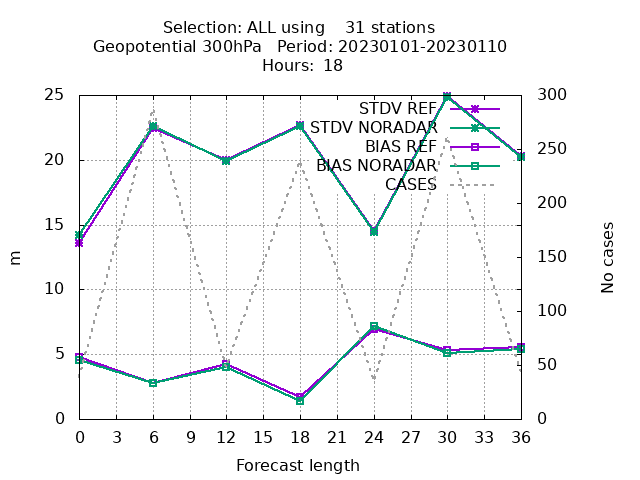 Selection: ALL using    31 stations
Geopotential 300hPa   Period: 20230101-20230110
Hours: 18
STDV REF
STDV NORADAR
BIAS REF
BIAS NORADAR
CASES
25
20
15
10
5
0
m
300
250
200
150
100
50
0
No cases
0 3 6 9 12 15 18 21 24 27 30 33 36
Forecast length